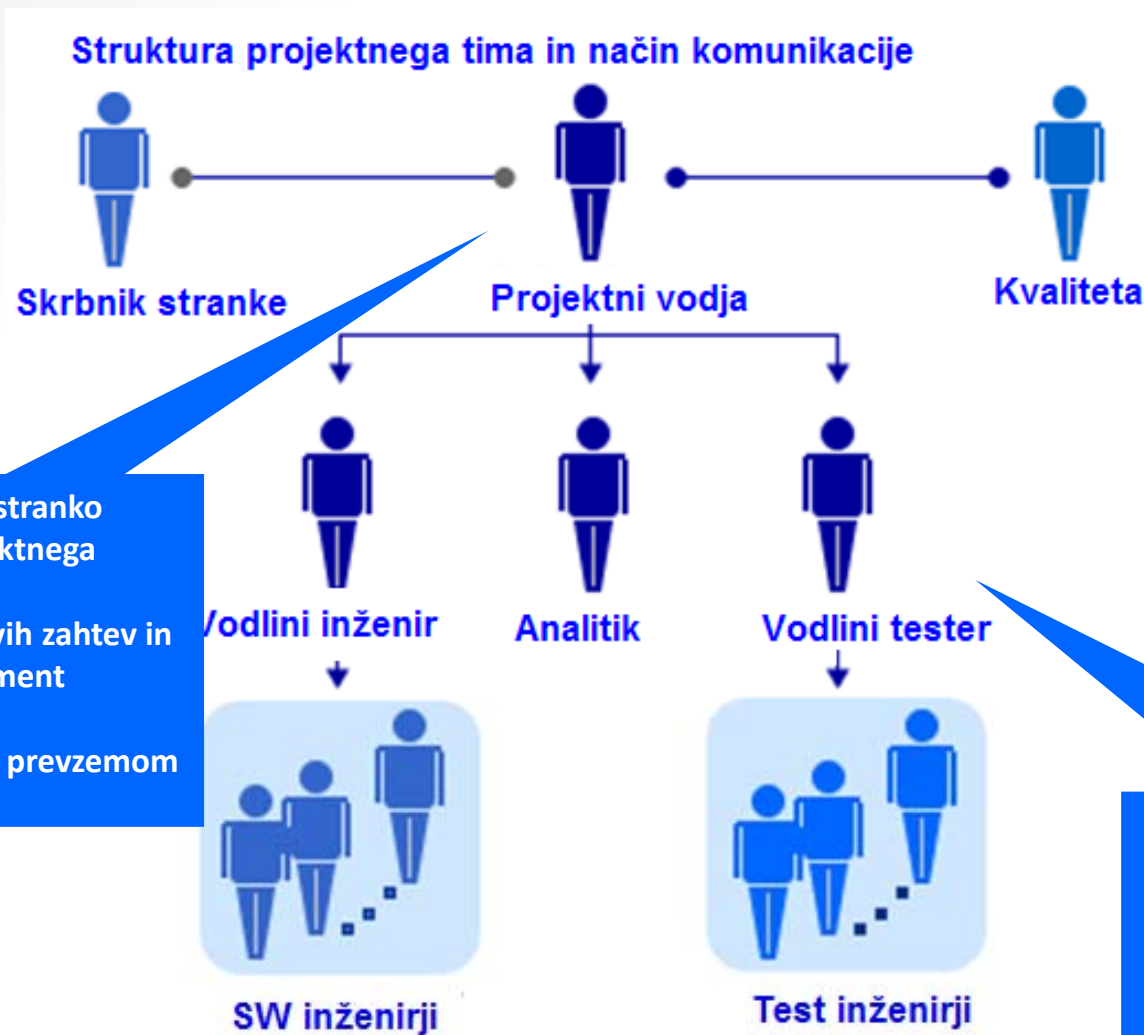 Struktura projektnega tima in način komunikacije
Skrbnik stranke
Projektni vodja
Kvaliteta
stranko
ktnega
vih zahtev in
ment
prevzemom
Vodlini inženir
Analitik
Vodlini tester
SW inženirji
Test inženirji